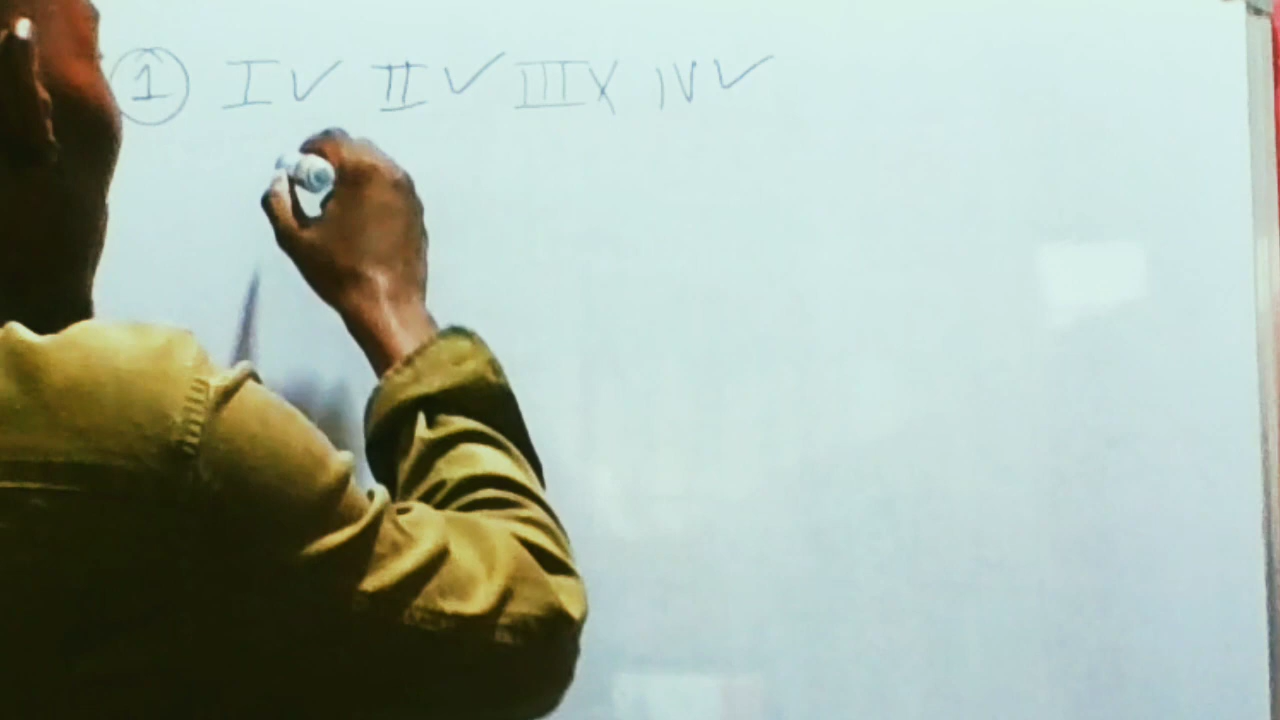 ① I ✓ II ✓ III X IV ✓